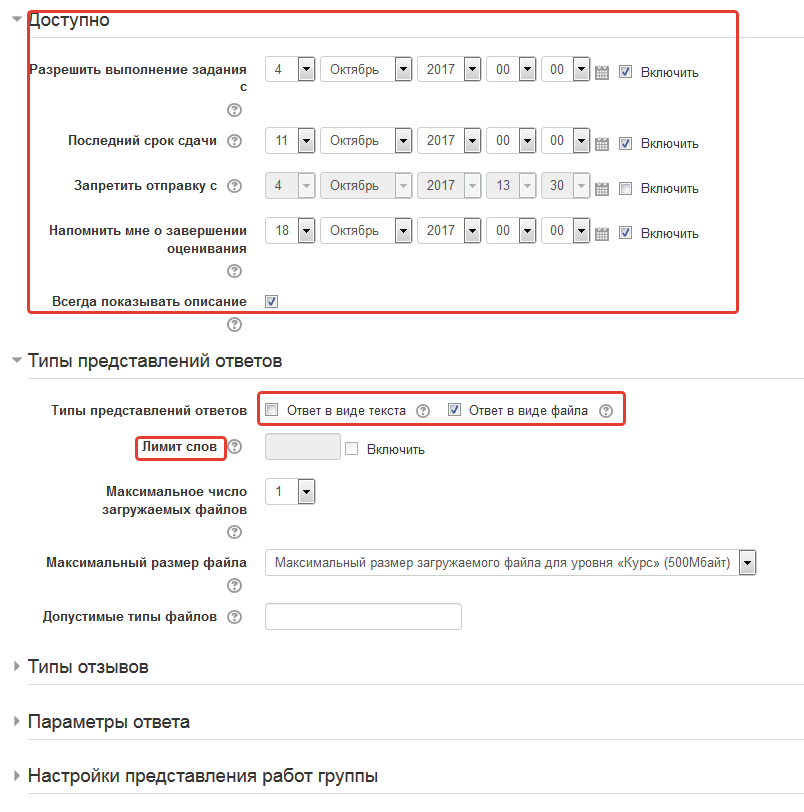 Доступно
Разрешить выполнение задания с 4 Октябрь 2017 00 00 Включить
Последний срок сдачи 11 Октябрь 2017 00 00 Включить
Запретить отправку с 4 Октябрь 2017 13 30 Включить
Напомнить мне о завершении оценивания 18 Октябрь 2017 00 00 Включить
Всегда показывать описание
Типы представлений ответов
Типы представлений ответов Ответ в виде текста Ответ в виде файла
Лимит слов Включить
Максимальное число загружаемых файлов 1
Максимальный размер файла Максимальный размер загружаемого файла для уровня «Курс» (500Мбайт)
Допустимые типы файлов
Типы отзывов
Параметры ответа
Настройки представления работ группы